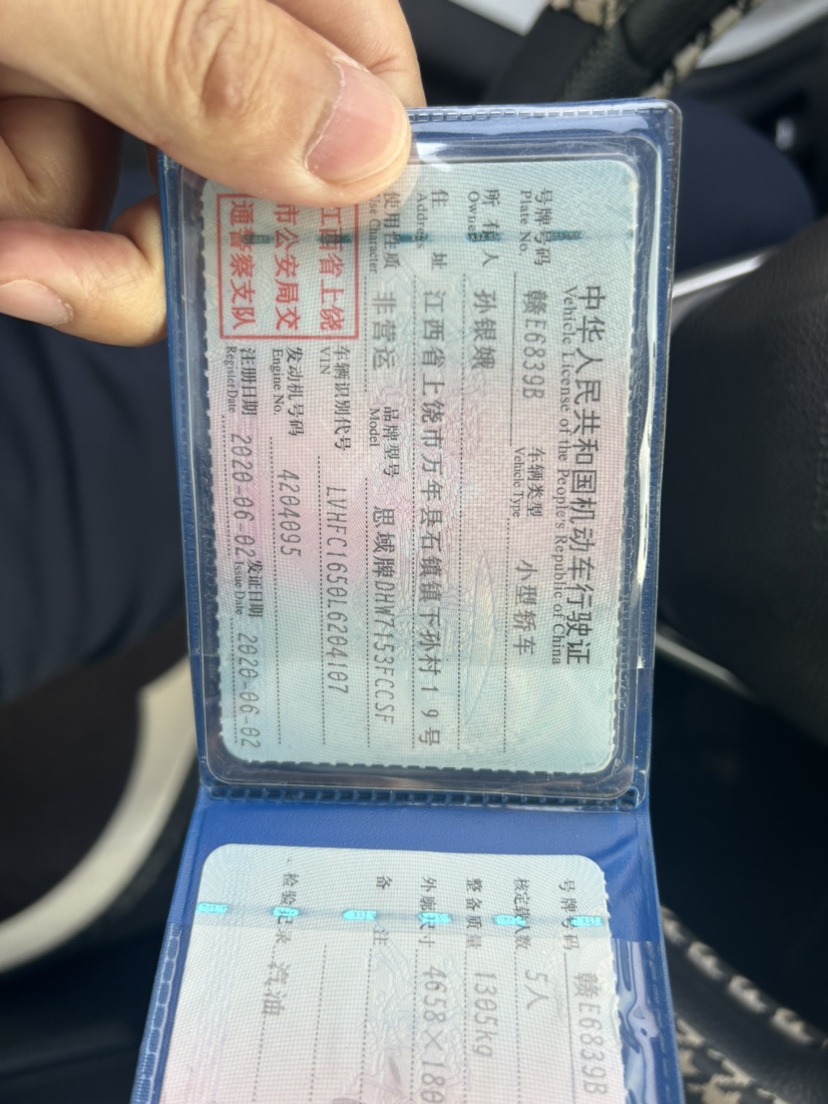 中华人民共和国机动车行驶证
Vehicle License of the People's Republic of China
号牌号码 赣E6839B 车辆类型 小型轿车
Plate No. Vehicle Type
所有人 孙银娥
Owner
住址 江西省上饶市万年县石镇镇下孙村19号
Address
使用性质 非营运 品牌型号 思域牌DHW7153FCCSF
Use Character Model
江西省上饶
市公安局交
通警察支队
车辆识别代号 LVHFC1650L6204107
VIN
发动机号码 4204095
Engine No.
注册日期 2020-06-02 发证日期 2020-06-02
Register Date Issue Date
号牌号码 赣E6839B
核定载人数 5人
整备质量 1305kg
外廓尺寸 4658×180
备注
检验记录 汽油